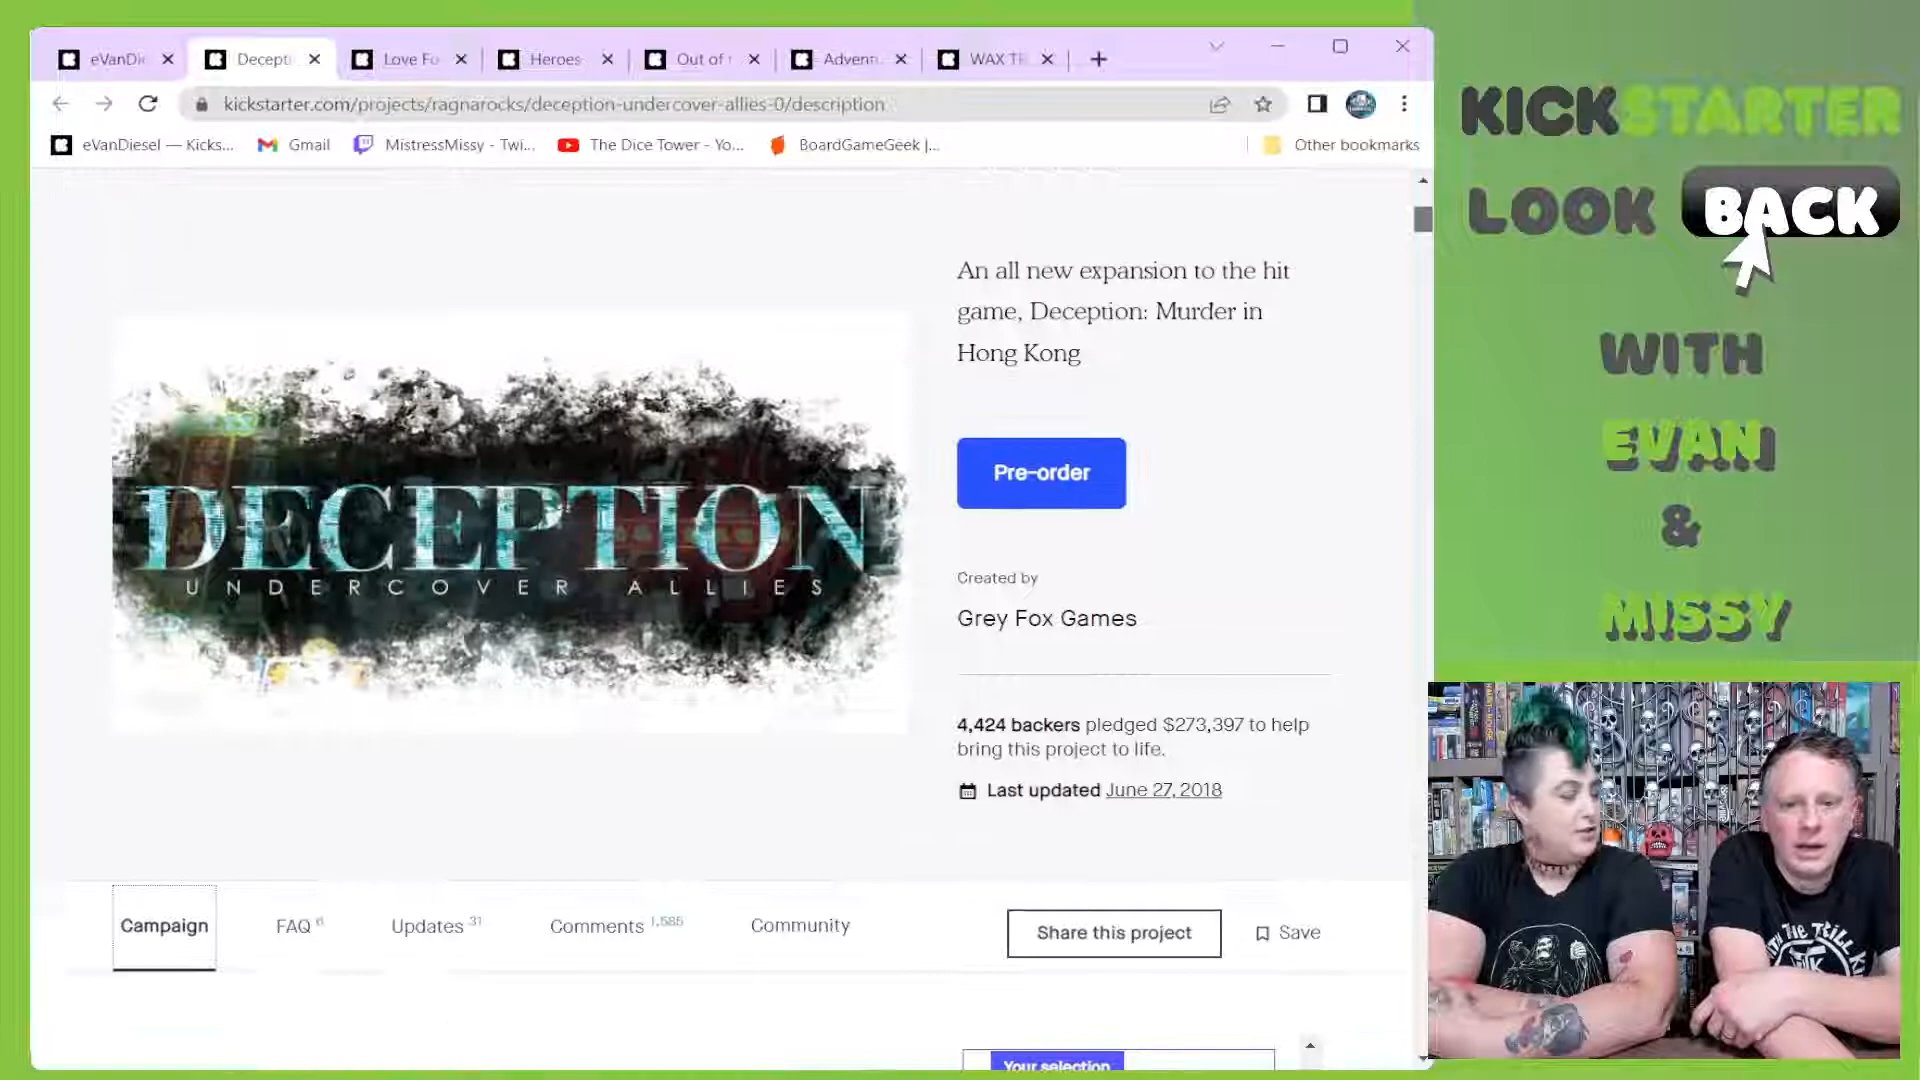 eVanDi
Decepti
Love Fo
Heroes
Out of t
Advent
WAX TR
kickstarter.com/projects/ragnarocks/deception-undercover-allies-0/description
eVanDiesel — Kicks...
Gmail
MistressMissy - Twi...
The Dice Tower - Yo...
BoardGameGeek |...
Other bookmarks
An all new expansion to the hit
game, Deception: Murder in
Hong Kong
DECEPTION
UNDERCOVER ALLIES
Pre-order
Created by
Grey Fox Games
4,424 backers pledged $273,397 to help
bring this project to life.
Last updated June 27, 2018
Campaign
FAQ 6
Updates 31
Comments 1,585
Community
Share this project
Save
Your selection
KICKSTARTER
LOOK BACK
WITH
EVAN
&
MISSY